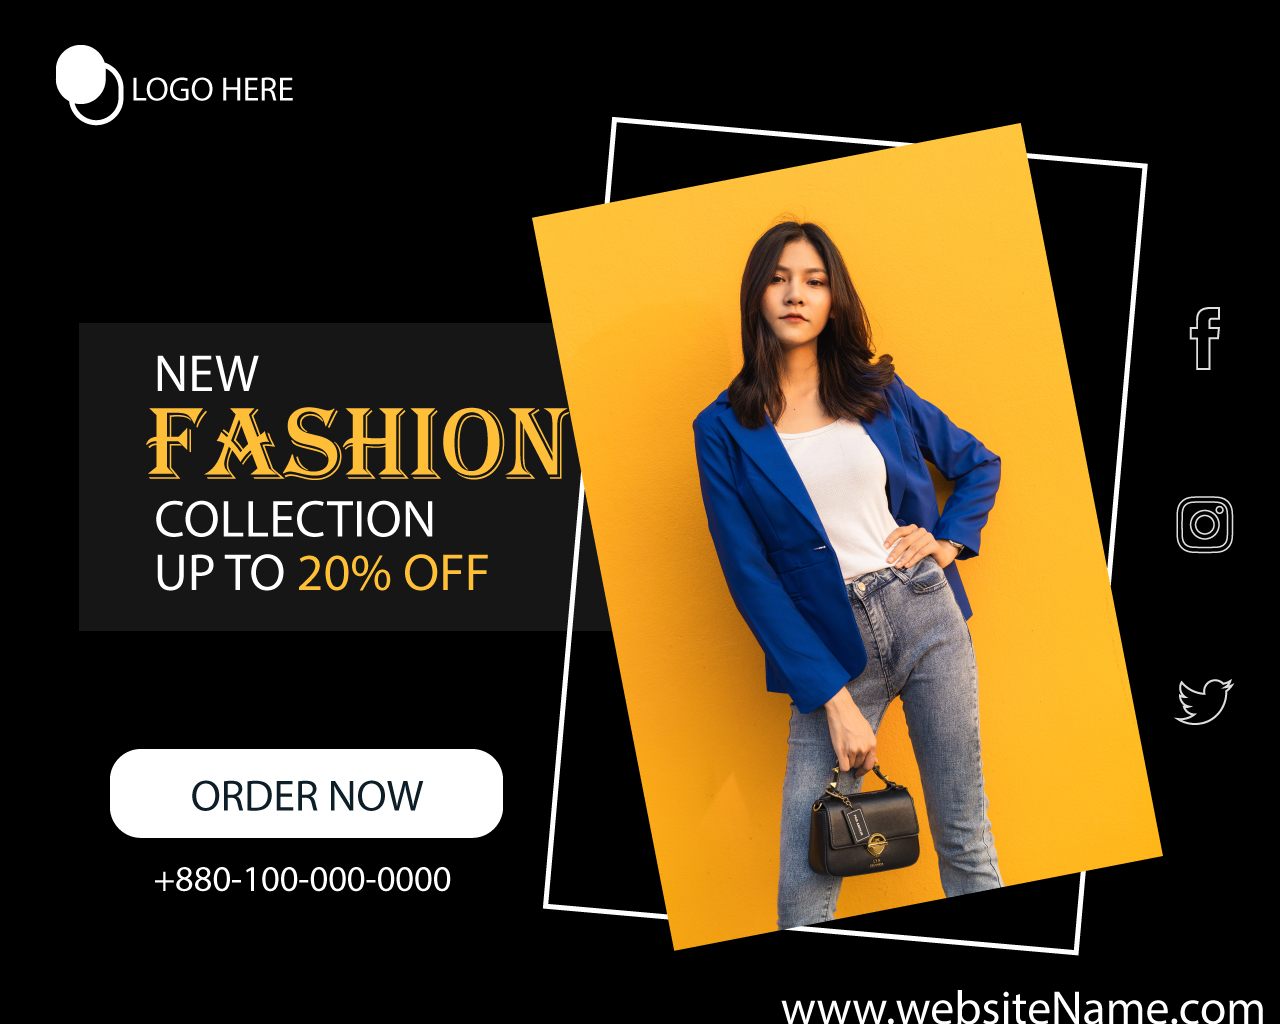 LOGO HERE
NEW
FASHION
COLLECTION
UP TO 20% OFF
ORDER NOW
+880-100-000-0000
www.websiteName.com